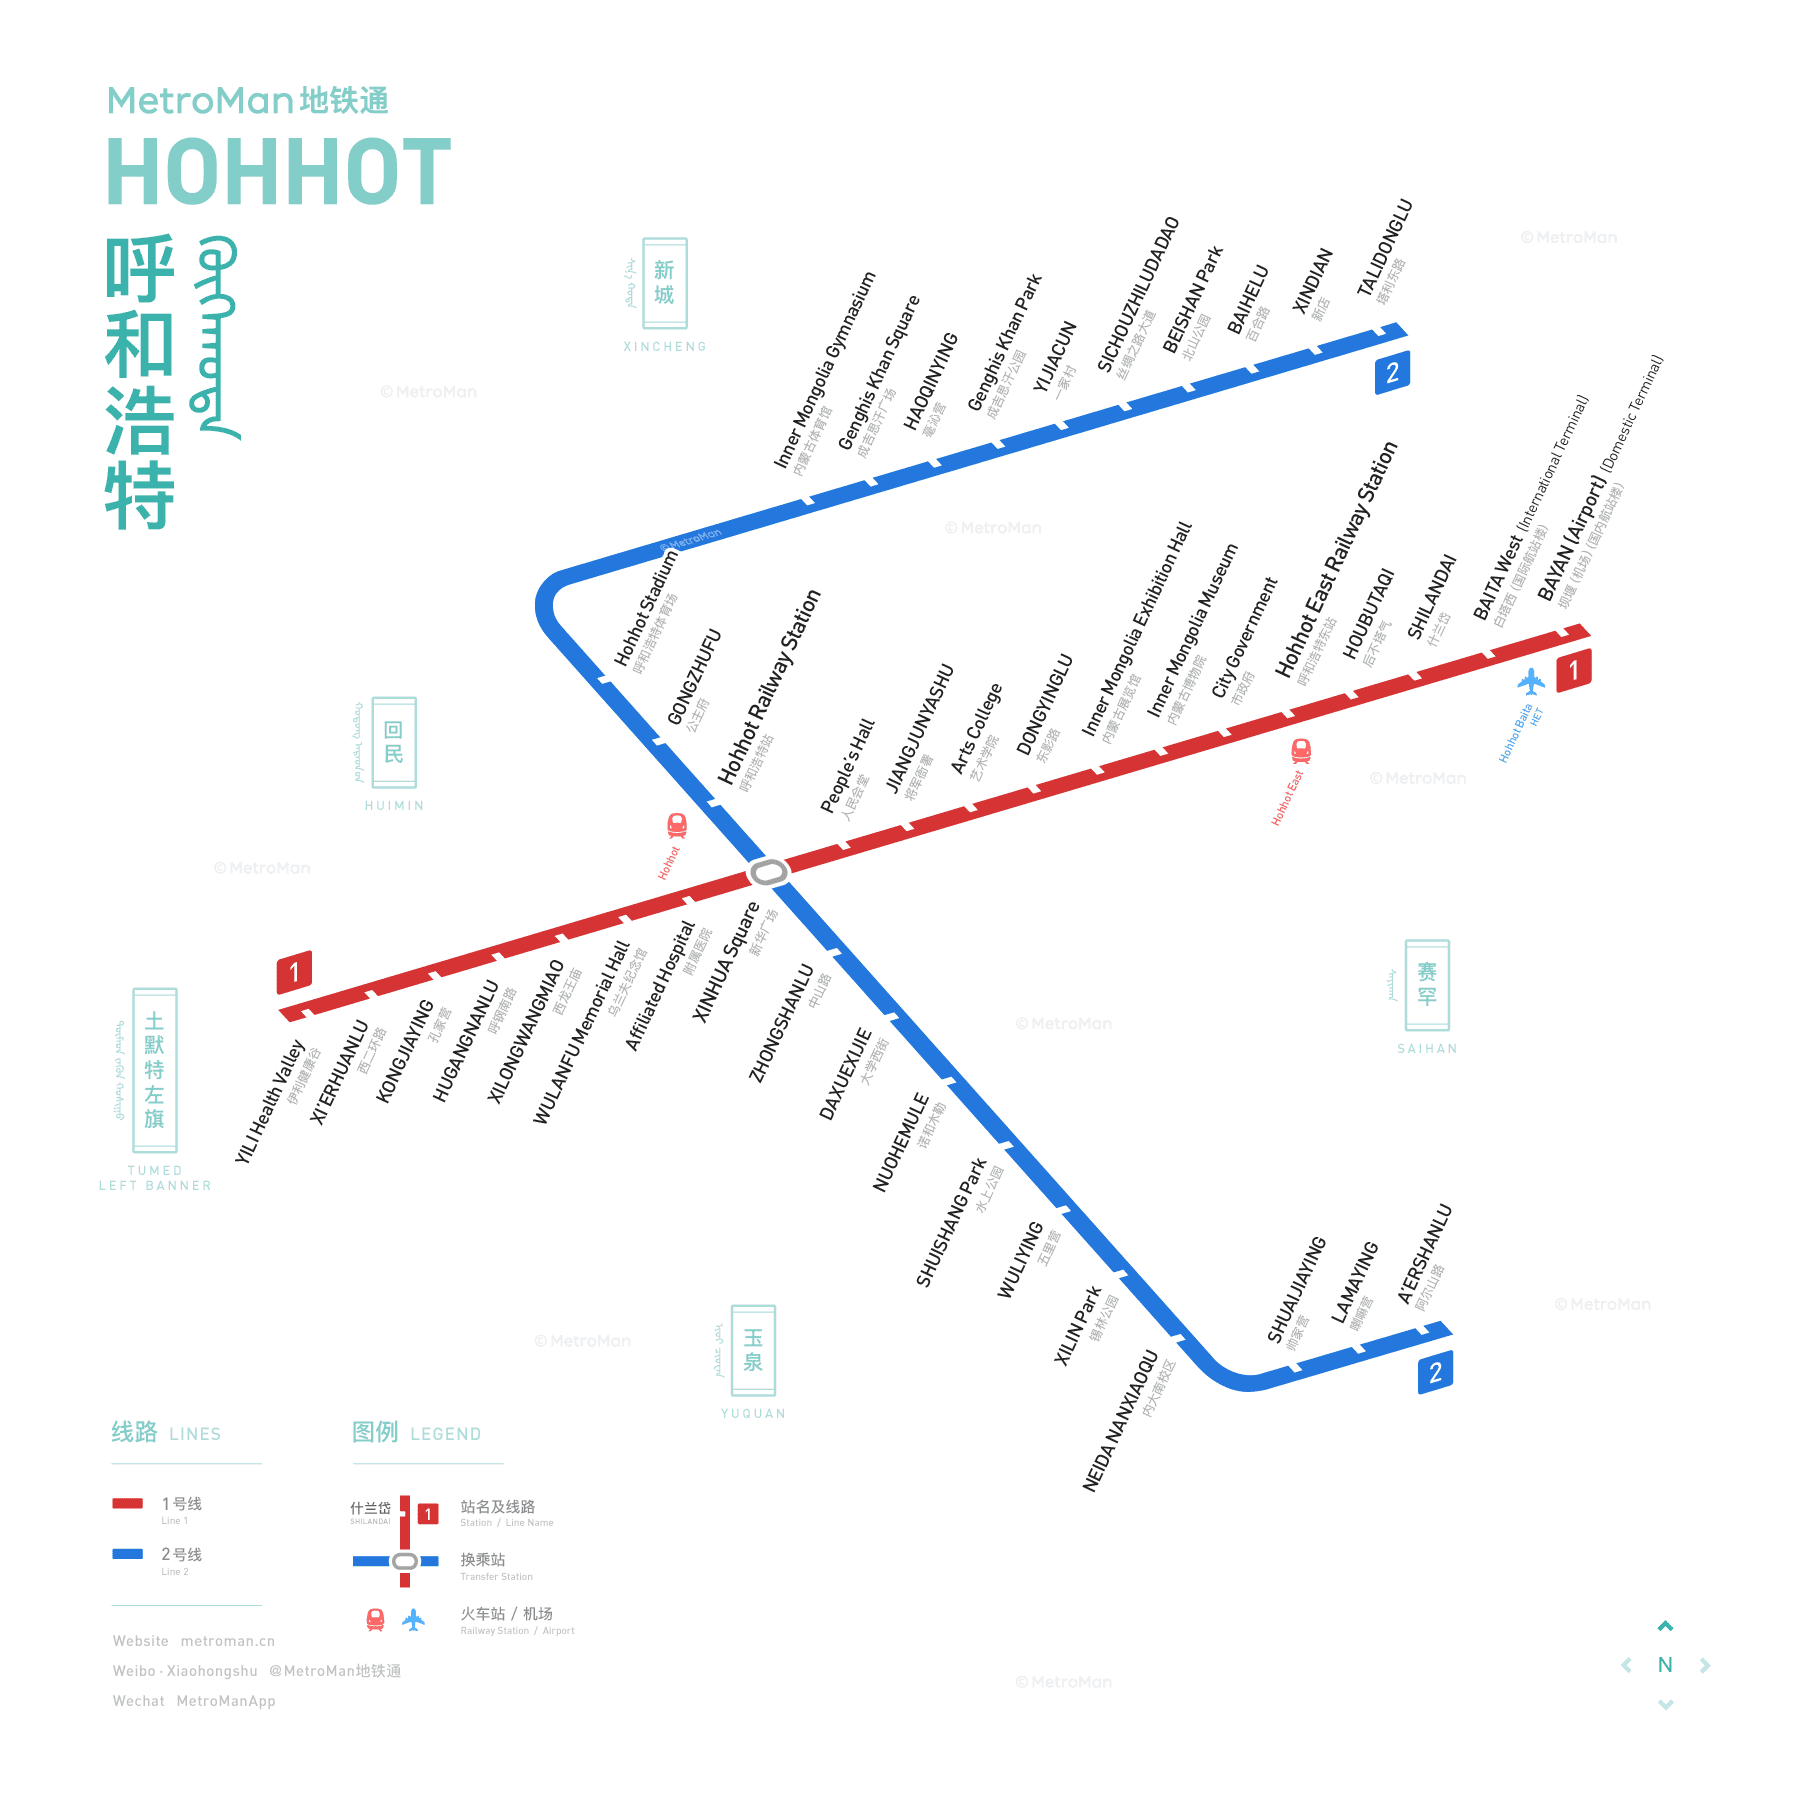 MetroMan 地铁通
HOHHOT
呼和浩特
新城
XINCHENG
回民
HUIMIN
土默特左旗
TUMED
LEFT BANNER
玉泉
YUQUAN
赛罕
SAIHAN
TALIDONGLU
塔利东路
XINDIAN
新店
BAIHELU
百合路
BEISHAN Park
北山公园
SICHOUZHILUDADAO
丝绸之路大道
YIJIACUN
一家村
Genghis Khan Park
成吉思汗公园
HAOQINYING
毫沁营
Genghis Khan Square
成吉思汗广场
Inner Mongolia Gymnasium
内蒙古体育馆
Hohhot Stadium
呼和浩特体育场
GONGZHUFU
公主府
Hohhot Railway Station
呼和浩特站
Hohhot
XINHUA Square
新华广场
ZHONGSHANLU
中山路
DAXUEXIJIE
大学西街
NUOHEMULE
诺和木勒
SHUISHANG Park
水上公园
WULIYING
五里营
XILIN Park
锡林公园
NEIDA NANXIAOQU
内大南校区
SHUAIJIAYING
帅家营
LAMAYING
喇嘛营
A'ERSHANLU
阿尔山路
2
2
1
YILI Health Valley
伊利健康谷
XI'ERHUANLU
西二环路
KONGJIAYING
孔家营
HUGANGNANLU
呼钢南路
XILONGWANGMIAO
西龙王庙
WULANFU Memorial Hall
乌兰夫纪念馆
Affiliated Hospital
附属医院
People's Hall
人民会堂
JIANGJUNYASHU
将军衙署
Arts College
艺术学院
DONGYINGLU
东影路
Inner Mongolia Exhibition Hall
内蒙古展览馆
Inner Mongolia Museum
内蒙古博物院
City Government
市政府
Hohhot East Railway Station
呼和浩特东站
Hohhot East
HOUBUTAQI
后不塔气
SHILANDAI
什兰岱
BAITA West (International Terminal)
白塔西 (国际航站楼)
BAYAN (Airport) (Domestic Terminal)
坝堰 (机场) (国内航站楼)
Hohhot Baita
HET
1
© MetroMan
© MetroMan
© MetroMan
© MetroMan
© MetroMan
© MetroMan
© MetroMan
© MetroMan
© MetroMan
© MetroMan
© MetroMan
线路 LINES
1号线
Line 1
2号线
Line 2
图例 LEGEND
什兰岱
SHILANDAI
1
站名及线路
Station / Line Name
换乘站
Transfer Station
火车站 / 机场
Railway Station / Airport
Website metroman.cn
Weibo · Xiaohongshu @MetroMan地铁通
Wechat MetroManApp
N